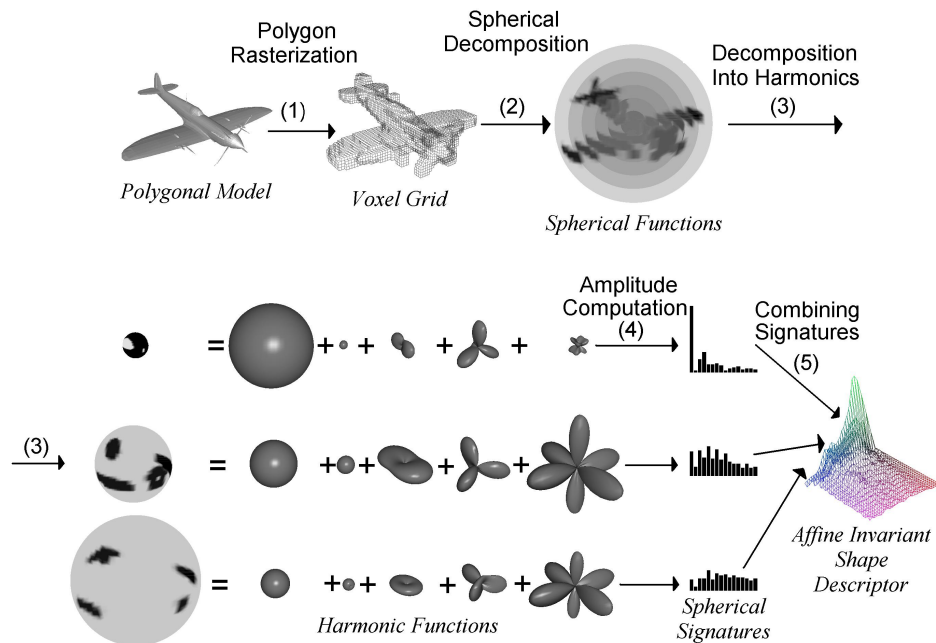 Polygon
Rasterization
(1)
Spherical
Decomposition
(2)
Decomposition
Into Harmonics
(3)
Polygonal Model
Voxel Grid
Spherical Functions
Amplitude
Computation
(4)
Combining
Signatures
(5)
= + + + +
(3)
= + + + +
= + + + +
Harmonic Functions
Spherical
Signatures
Affine Invariant
Shape
Descriptor